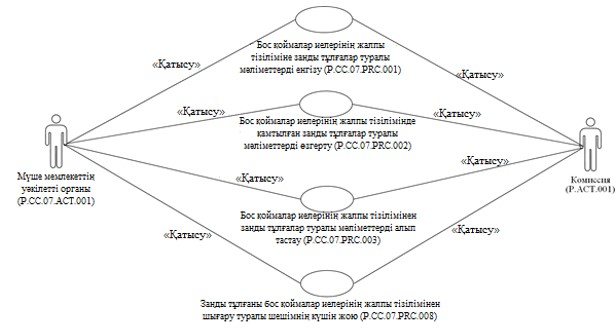 Бос қоймалар иелерінің жалпы
тізіліміне заңды тұлғалар туралы
мәліметтерді енгізу (P.CC.07.PRC.001)
«Қатысу»
«Қатысу»
«Қатысу»
«Қатысу»
Бос қоймалар иелерінің жалпы тізілімінде
қамтылған заңды тұлғалар туралы
мәліметтерді өзгерту (P.CC.07.PRC.002)
Мүше мемлекеттің
уәкілетті органы
(P.CC.07.ACT.001)
Комиссия
(P.ACT.001)
«Қатысу»
«Қатысу»
Бос қоймалар иелерінің жалпы тізілімінен
заңды тұлғалар туралы мәліметтерді алып
тастау (P.CC.07.PRC.003)
«Қатысу»
«Қатысу»
Заңды тұлғаны бос қоймалар иелерінің жалпы тізілімінен
шығару туралы шешімнің күшін жою (P.CC.07.PRC.008)